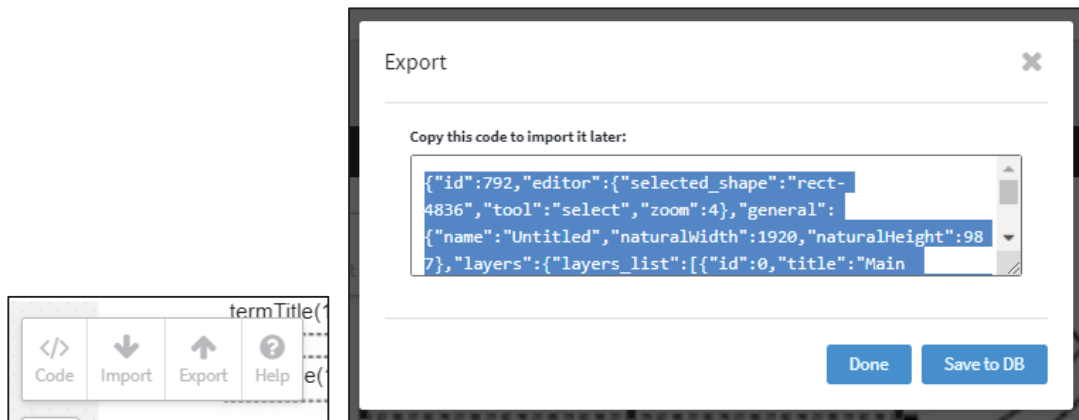 Export
Copy this code to import it later:
{"id":792,"editor":{"selected_shape":"rect-
4836","tool":"select","zoom":4},"general":
{"name":"Untitled","naturalWidth":1920,"naturalHeight":98
7},"layers":{"layers_list":[{"id":0,"title":"Main
Done Save to DB
termTitle(1
</>
Code Import Export Help
e(